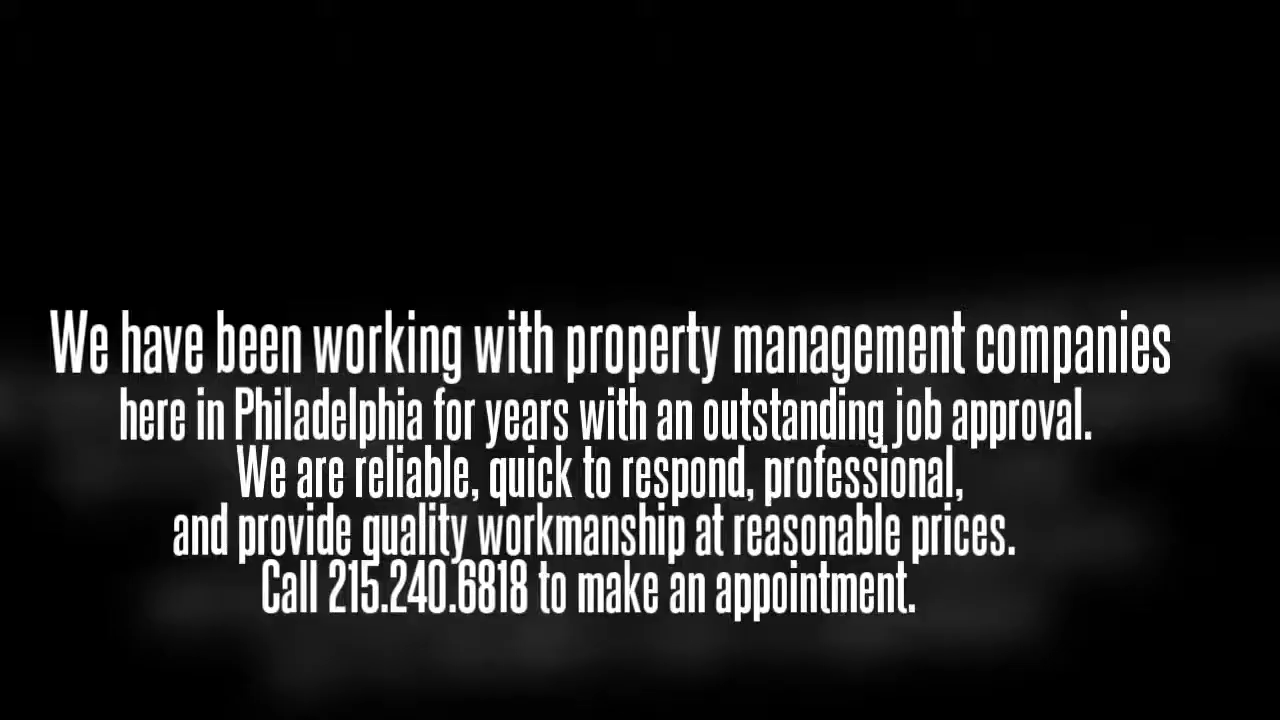 We have been working with property management companies
here in Philadelphia for years with an outstanding job approval.
We are reliable, quick to respond, professional,
and provide quality workmanship at reasonable prices.
Call 215.240.6818 to make an appointment.